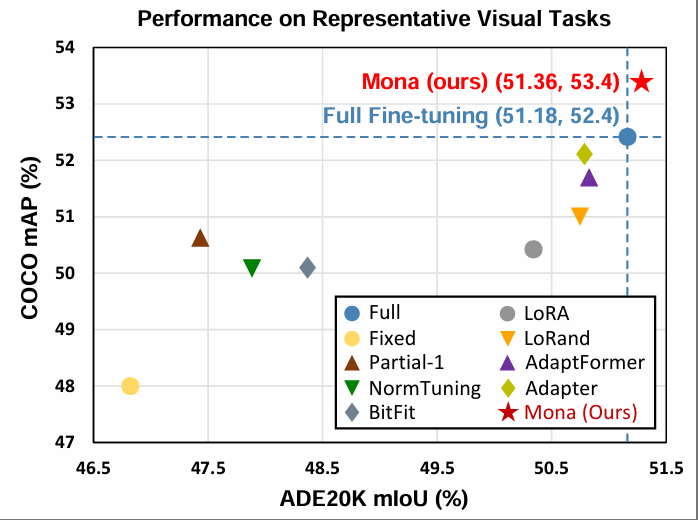 Performance on Representative Visual Tasks
54
53
52
51
50
49
48
47
COCO mAP (%)
Mona (ours) (51.36, 53.4)
Full Fine-tuning (51.18, 52.4)
Full
Fixed
Partial-1
NormTuning
BitFit
LoRA
LoRand
AdaptFormer
Adapter
Mona (Ours)
46.5 47.5 48.5 49.5 50.5 51.5
ADE20K mIoU (%)